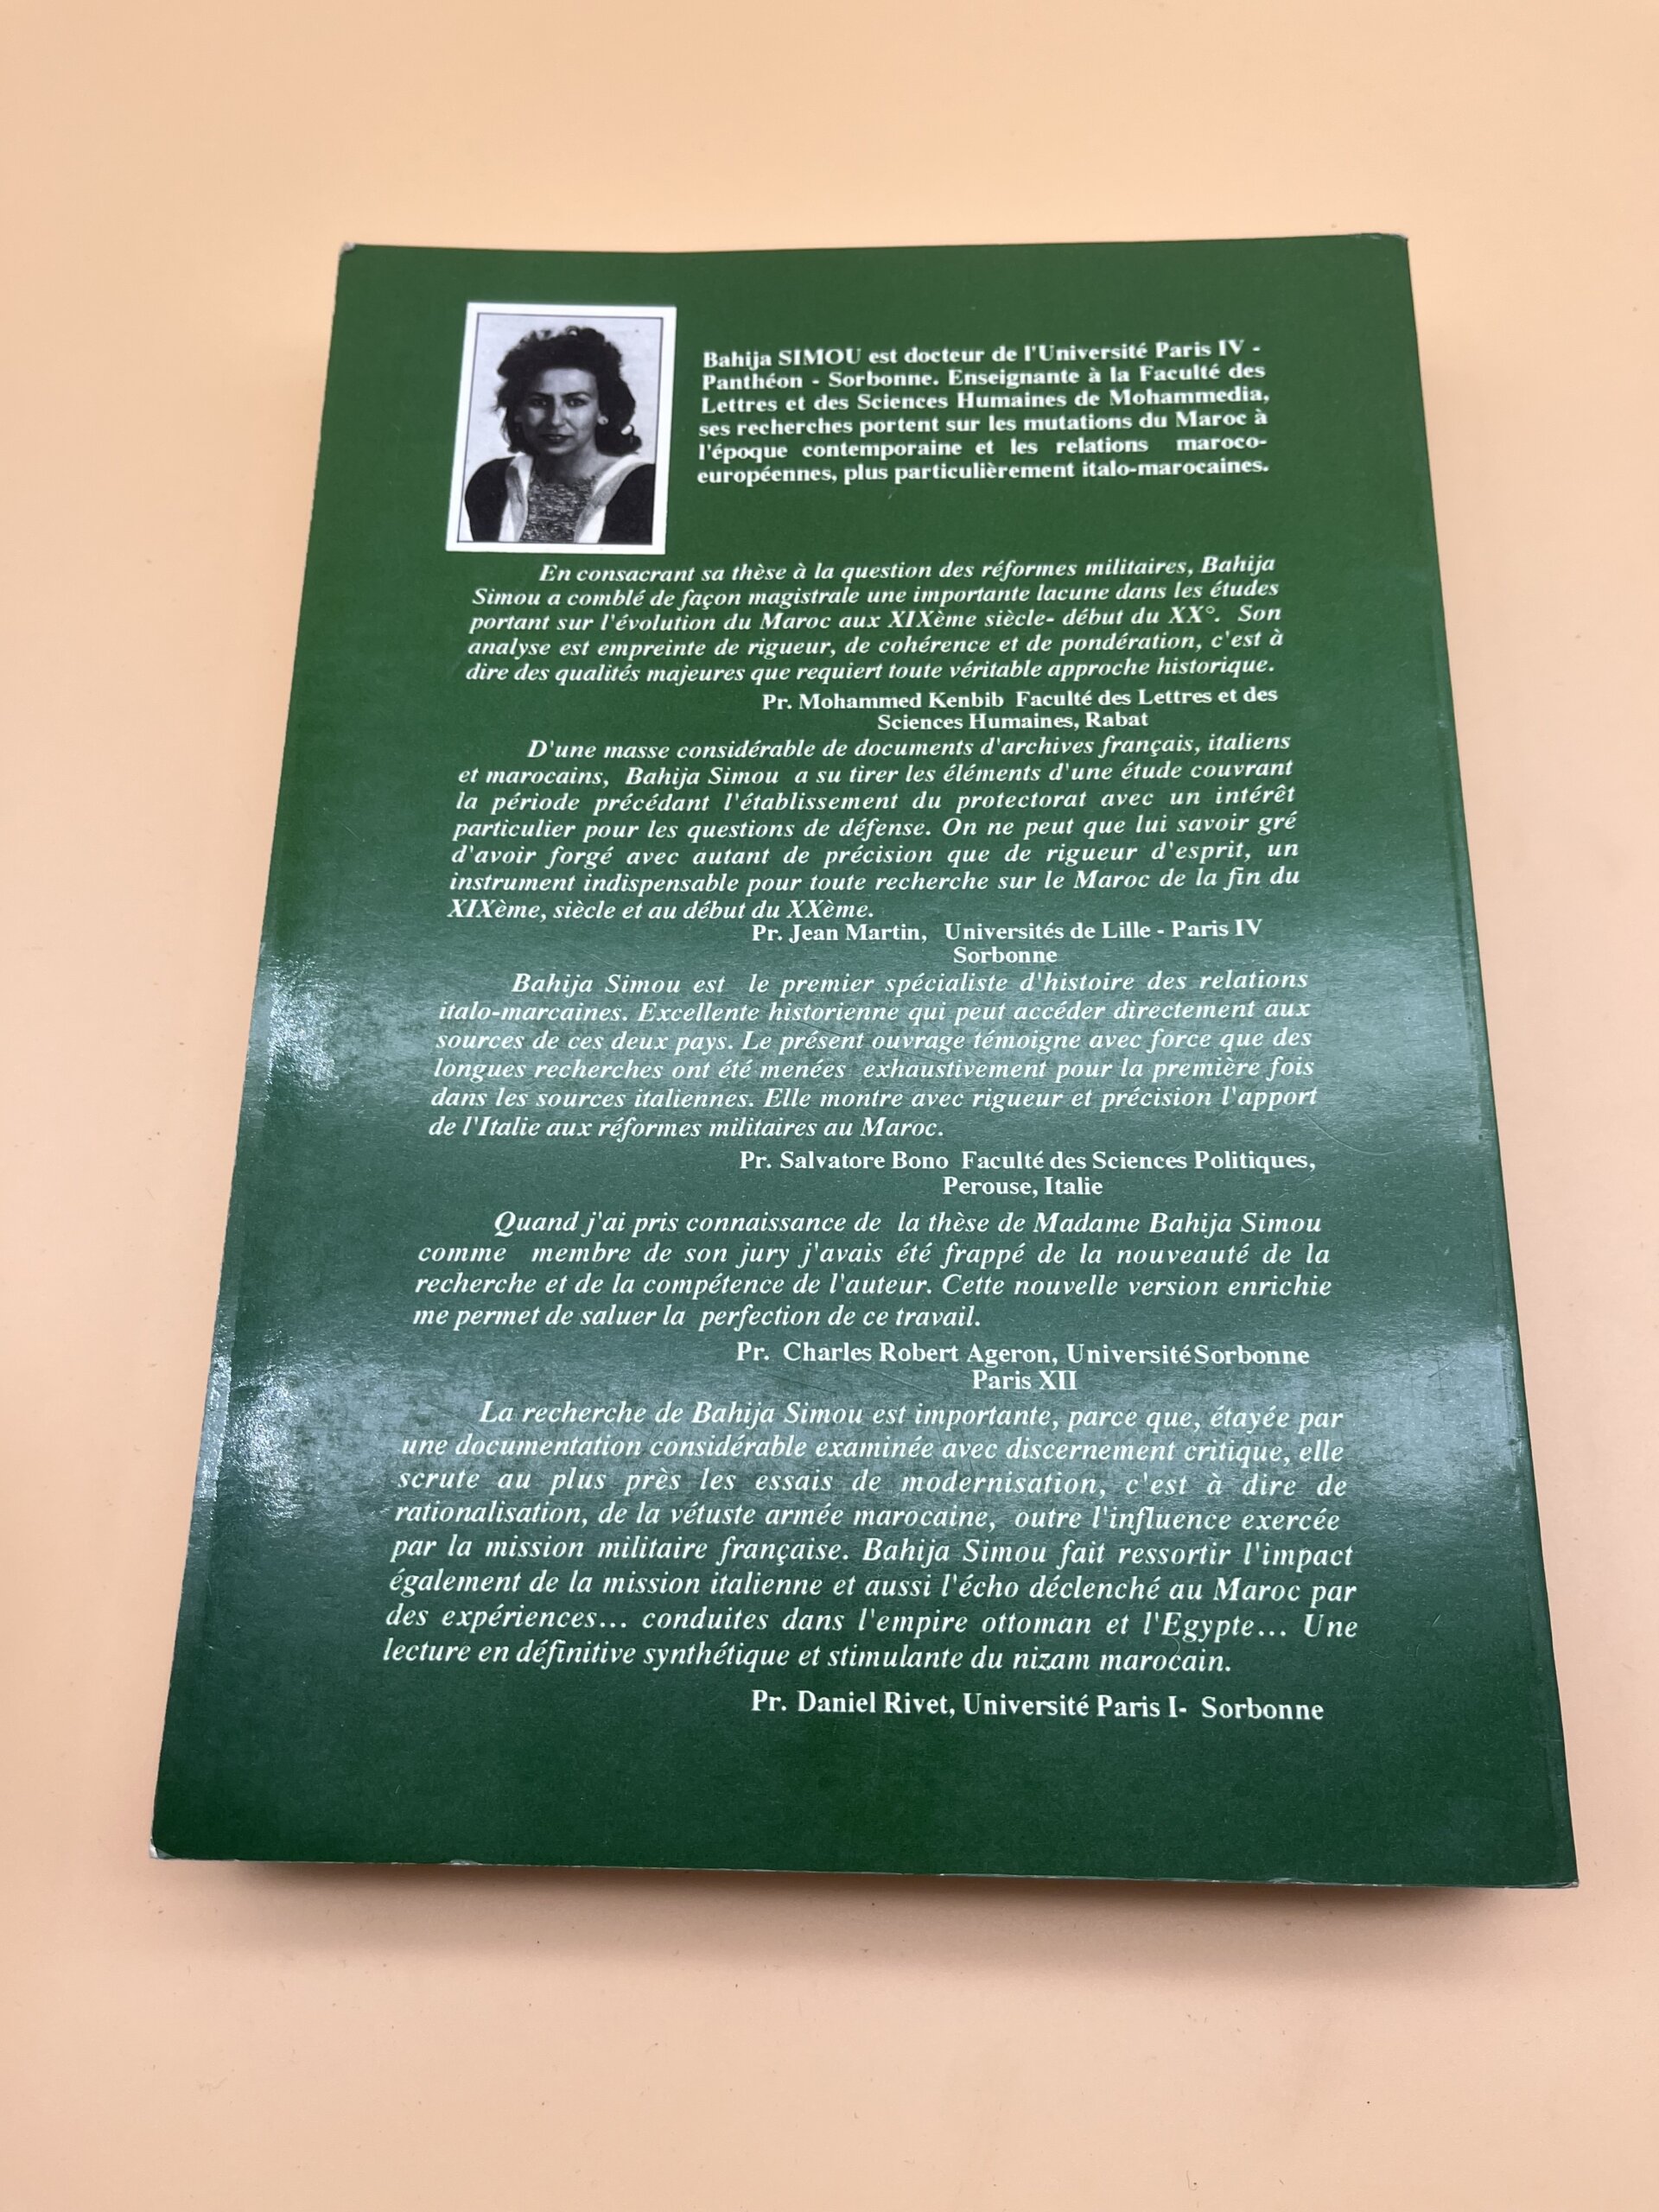 Bahija SIMOU est docteur de l'Université Paris IV -
Panthéon - Sorbonne. Enseignante à la Faculté des
Lettres et des Sciences Humaines de Mohammedia,
ses recherches portent sur les mutations du Maroc à
l'époque contemporaine et les relations maroco-
européennes, plus particulièrement italo-marocaines.
En consacrant sa thèse à la question des réformes militaires, Bahija
Simou a comblé de façon magistrale une importante lacune dans les études
portant sur l'évolution du Maroc aux XIXème siècle- début du XX°. Son
analyse est empreinte de rigueur, de cohérence et de pondération, c'est à
dire des qualités majeures que requiert toute véritable approche historique.
Pr. Mohammed Kenbib Faculté des Lettres et des
Sciences Humaines, Rabat
D'une masse considérable de documents d'archives français, italiens
et marocains, Bahija Simou a su tirer les éléments d'une étude couvrant
la période précédant l'établissement du protectorat avec un intérêt
particulier pour les questions de défense. On ne peut que lui savoir gré
d'avoir forgé avec autant de précision que de rigueur d'esprit, un
instrument indispensable pour toute recherche sur le Maroc de la fin du
XIXème, siècle et au début du XXème.
Pr. Jean Martin, Universités de Lille - Paris IV
Sorbonne
Bahija Simou est le premier spécialiste d'histoire des relations
italo-marcaines. Excellente historienne qui peut accéder directement aux
sources de ces deux pays. Le présent ouvrage témoigne avec force que des
longues recherches ont été menées exhaustivement pour la première fois
dans les sources italiennes. Elle montre avec rigueur et précision l'apport
de l'Italie aux réformes militaires au Maroc.
Pr. Salvatore Bono Faculté des Sciences Politiques,
Perouse, Italie
Quand j'ai pris connaissance de la thèse de Madame Bahija Simou
comme membre de son jury j'avais été frappé de la nouveauté de la
recherche et de la compétence de l'auteur. Cette nouvelle version enrichie
me permet de saluer la perfection de ce travail.
Pr. Charles Robert Ageron, Université Sorbonne
Paris XII
La recherche de Bahija Simou est importante, parce que, étayée par
une documentation considérable examinée avec discernement critique, elle
scrute au plus près les essais de modernisation, c'est à dire de
rationalisation, de la vétuste armée marocaine, outre l'influence exercée
par la mission militaire française. Bahija Simou fait ressortir l'impact
également de la mission italienne et aussi l'écho déclenché au Maroc par
des expériences... conduites dans l'empire ottoman et l'Egypte... Une
lecture en définitive synthétique et stimulante du nizam marocain.
Pr. Daniel Rivet, Université Paris I- Sorbonne